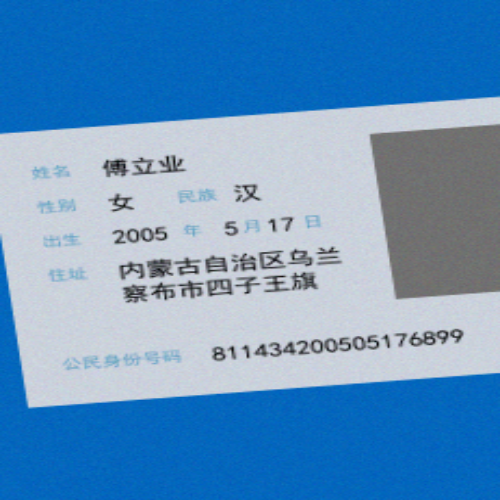 姓名 傅立业
性别 女 民族 汉
出生 2005 年 5 月 17 日
住址 内蒙古自治区乌兰
察布市四子王旗
公民身份号码 811434200505176899